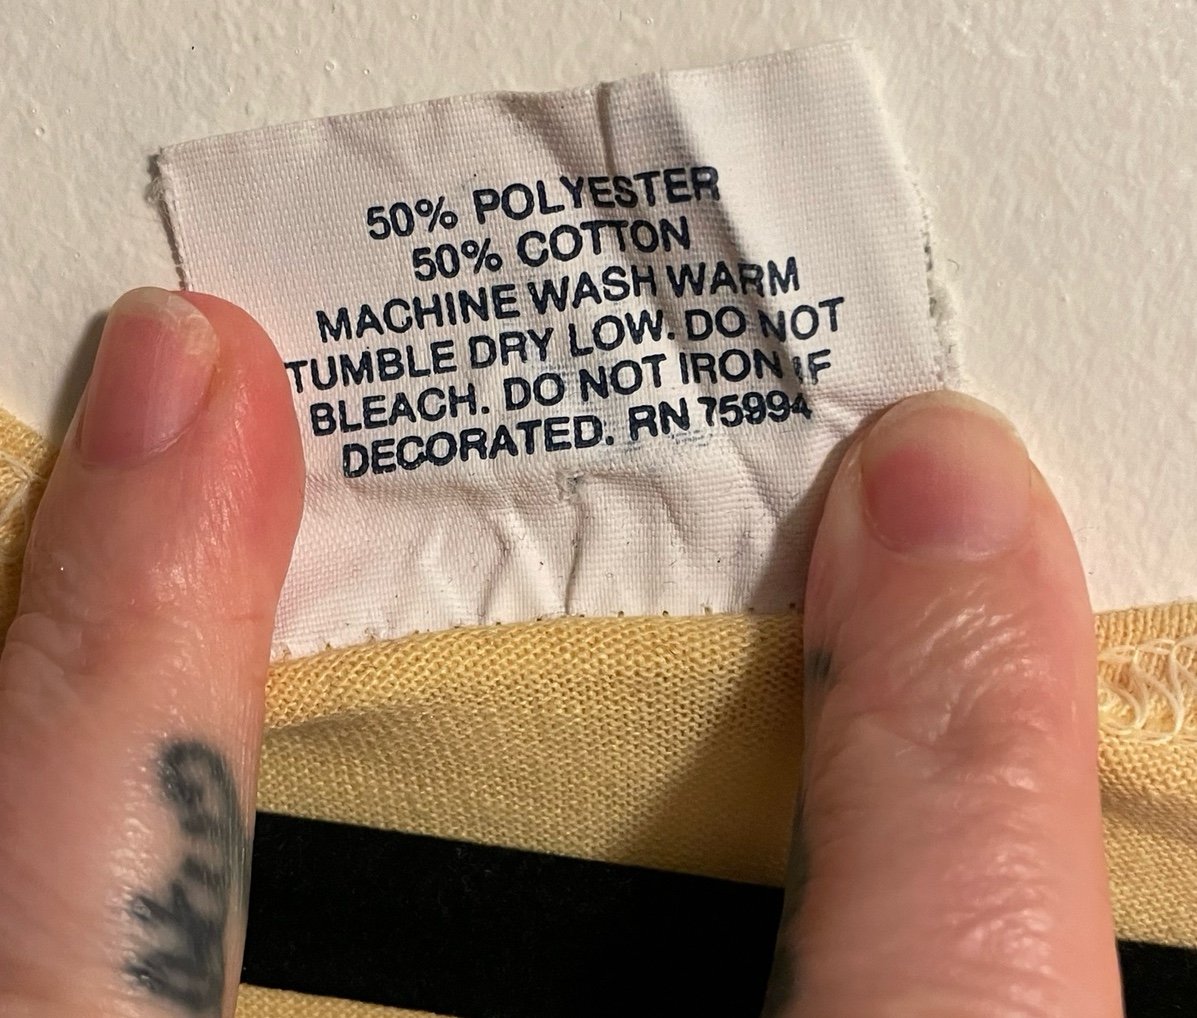 50% POLYESTER
50% COTTON
MACHINE WASH WARM
TUMBLE DRY LOW. DO NOT
BLEACH. DO NOT IRON IF
DECORATED. RN 75994